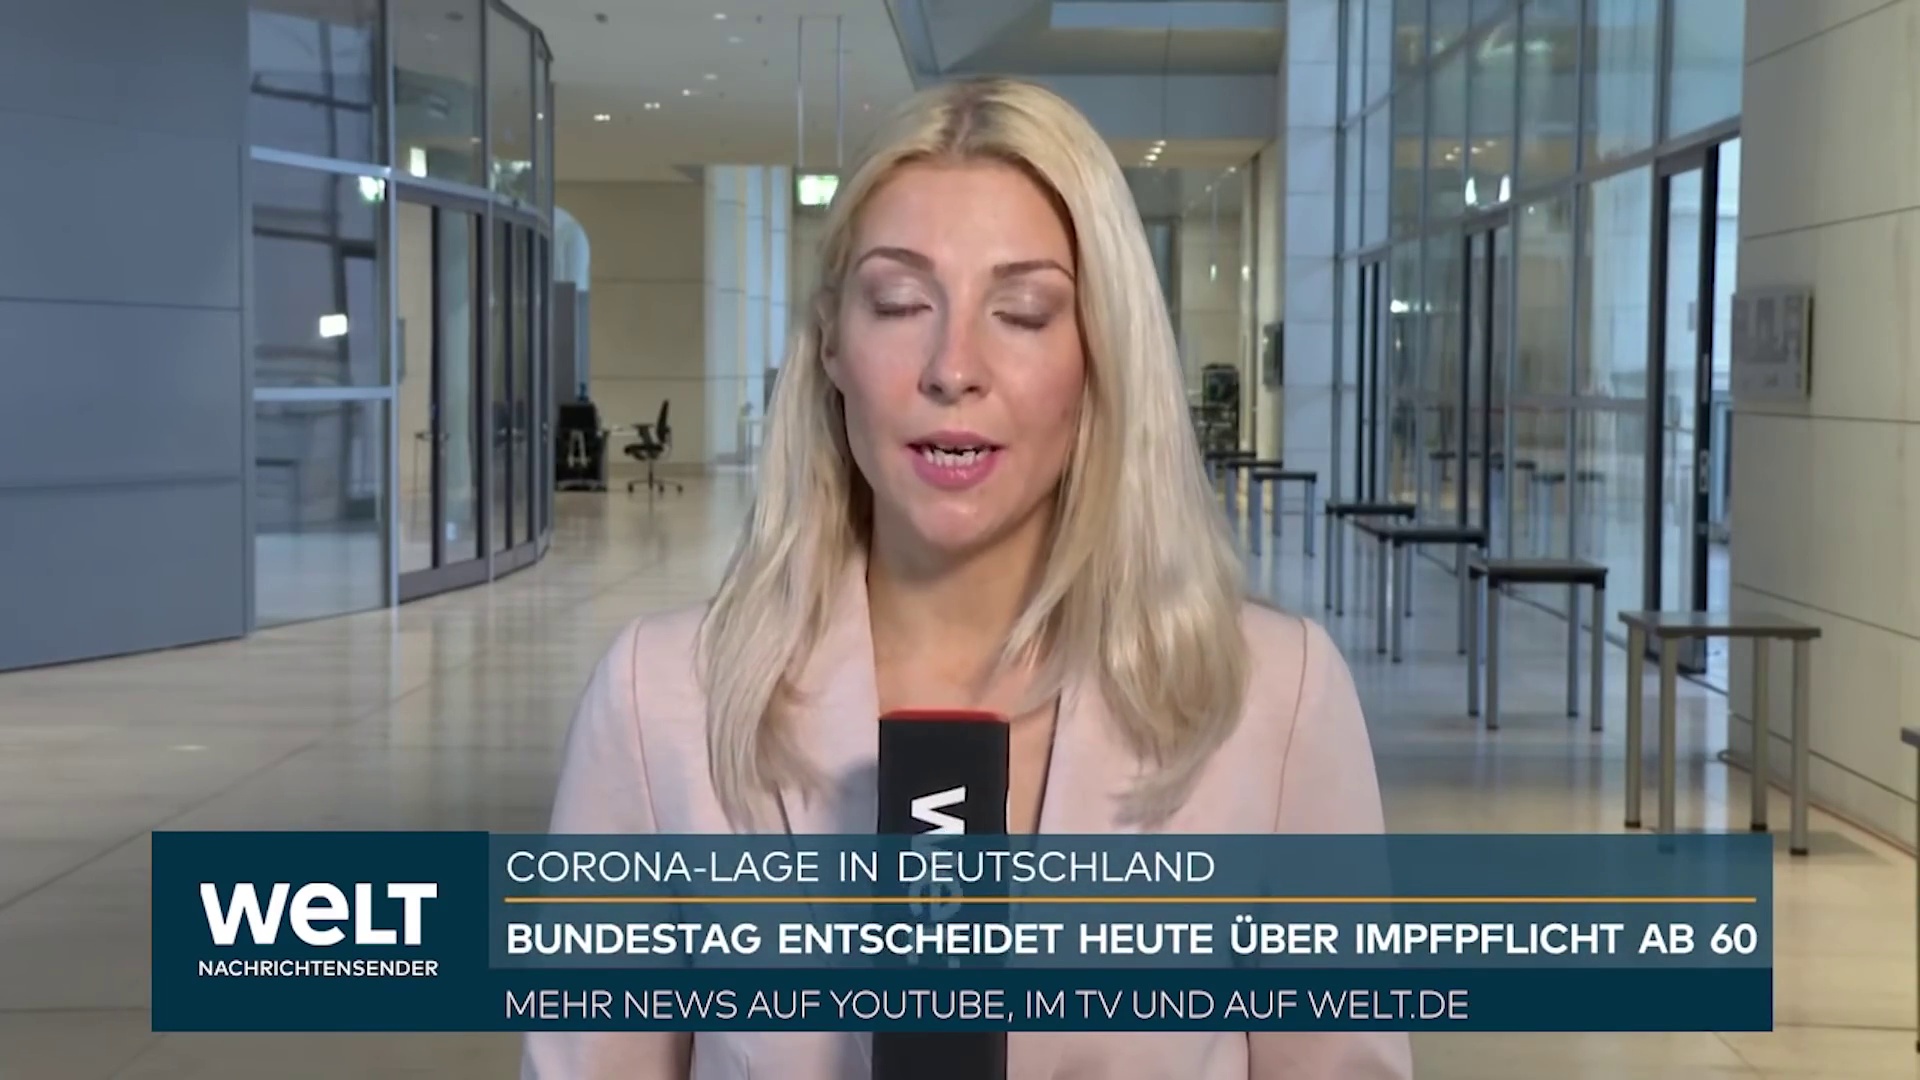 CORONA-LAGE IN DEUTSCHLAND
BUNDESTAG ENTSCHEIDET HEUTE ÜBER IMPFPFLICHT AB 60
MEHR NEWS AUF YOUTUBE, IM TV UND AUF WELT.DE
WELT
NACHRICHTENSENDER